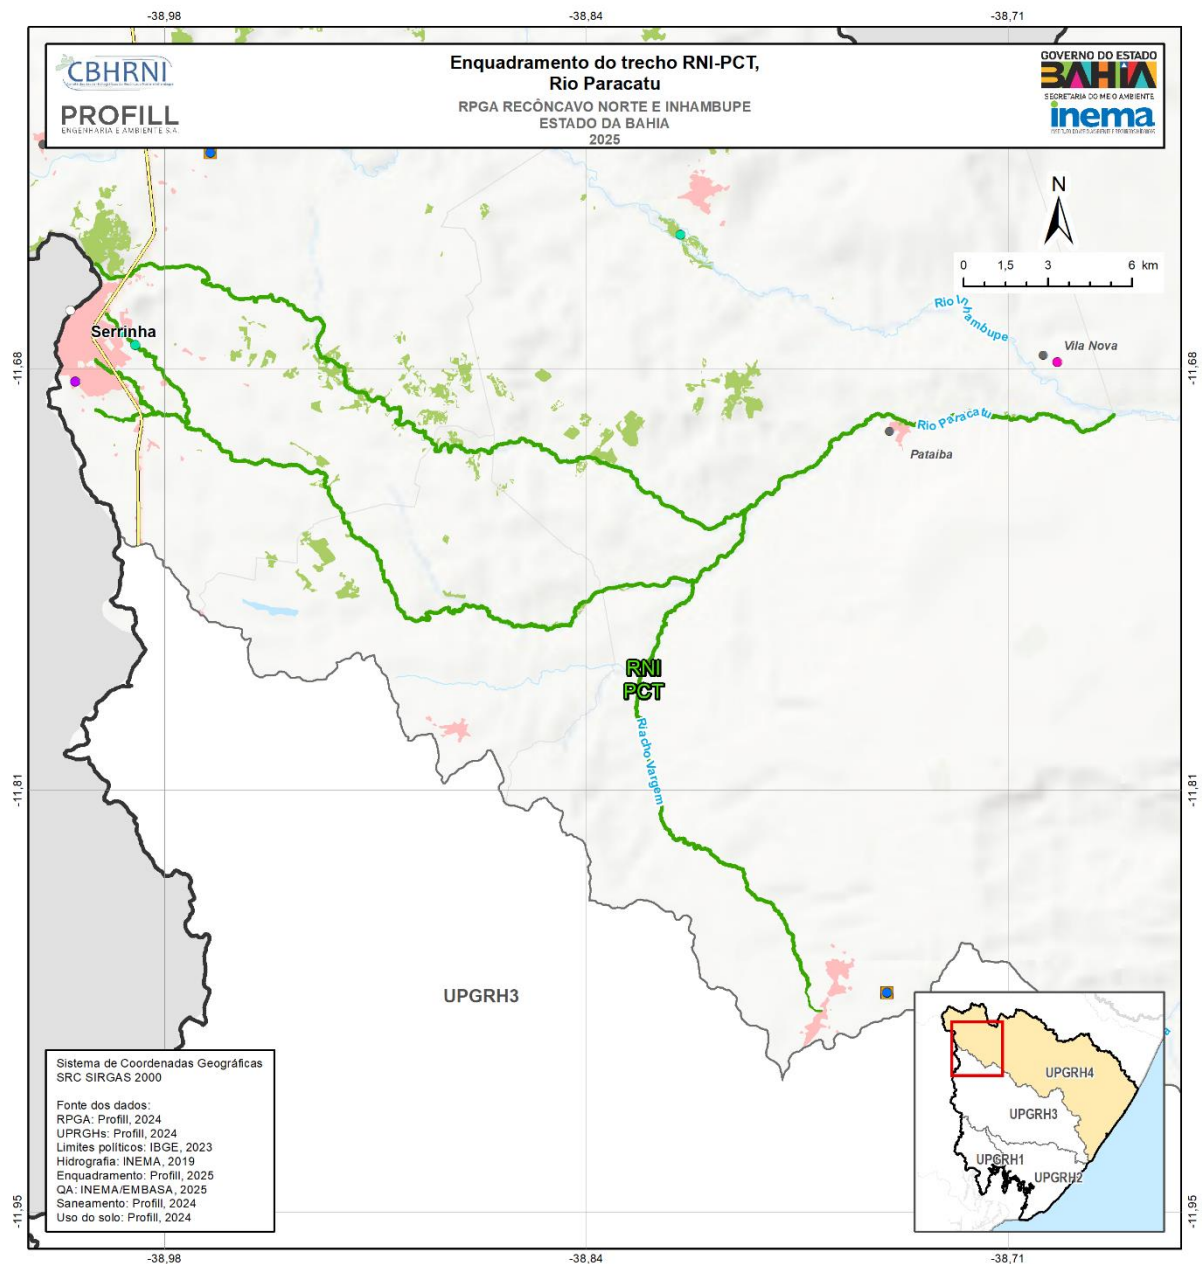 -38,98
-38,84
-38,71
CBHRNI
PROFILL
ENGENHARIA E AMBIENTE S.A.
Enquadramento do trecho RNI-PCT,
Rio Paracatu
RPGA RECÔNCAVO NORTE E INHAMBUPE
ESTADO DA BAHIA
2025
GOVERNO DO ESTADO
BAHIA
SECRETARIA DO MEIO AMBIENTE
inema
N
0 1,5 3 6 km
Rio Inhambupe
Serrinha
Vila Nova
-11,68
-11,68
Rio Paracatu
Pataiba
RNI
PCT
Riacho Vargem
-11,81
-11,81
UPGRH3
UPGRH4
UPGRH3
UPGRH1
UPGRH2
Sistema de Coordenadas Geográficas
SRC SIRGAS 2000
Fonte dos dados:
RPGA: Profill, 2024
UPRGHs: Profill, 2024
Limites políticos: IBGE, 2023
Hidrografia: INEMA, 2019
Enquadramento: Profill, 2025
QA: INEMA/EMBASA, 2025
Saneamento: Profill, 2024
Uso do solo: Profill, 2024
-11,95
-11,95
-38,98
-38,84
-38,71